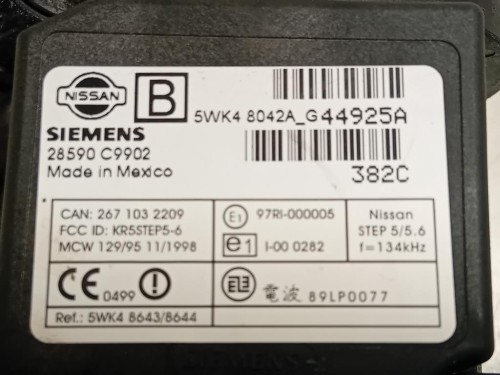 NISSAN
B
5WK4 8042A_G44925A
SIEMENS
28590 C9902
Made in Mexico
382C
CAN: 267 103 2209
FCC ID: KR5STEP5-6
MCW 129/95 11/1998
E1 97RI-000005
e1 I-00 0282
Nissan
STEP 5/5.6
f=134kHz
CE 0499
電波 89LP0077
Ref.: 5WK4 8643/8644
SIEMENS